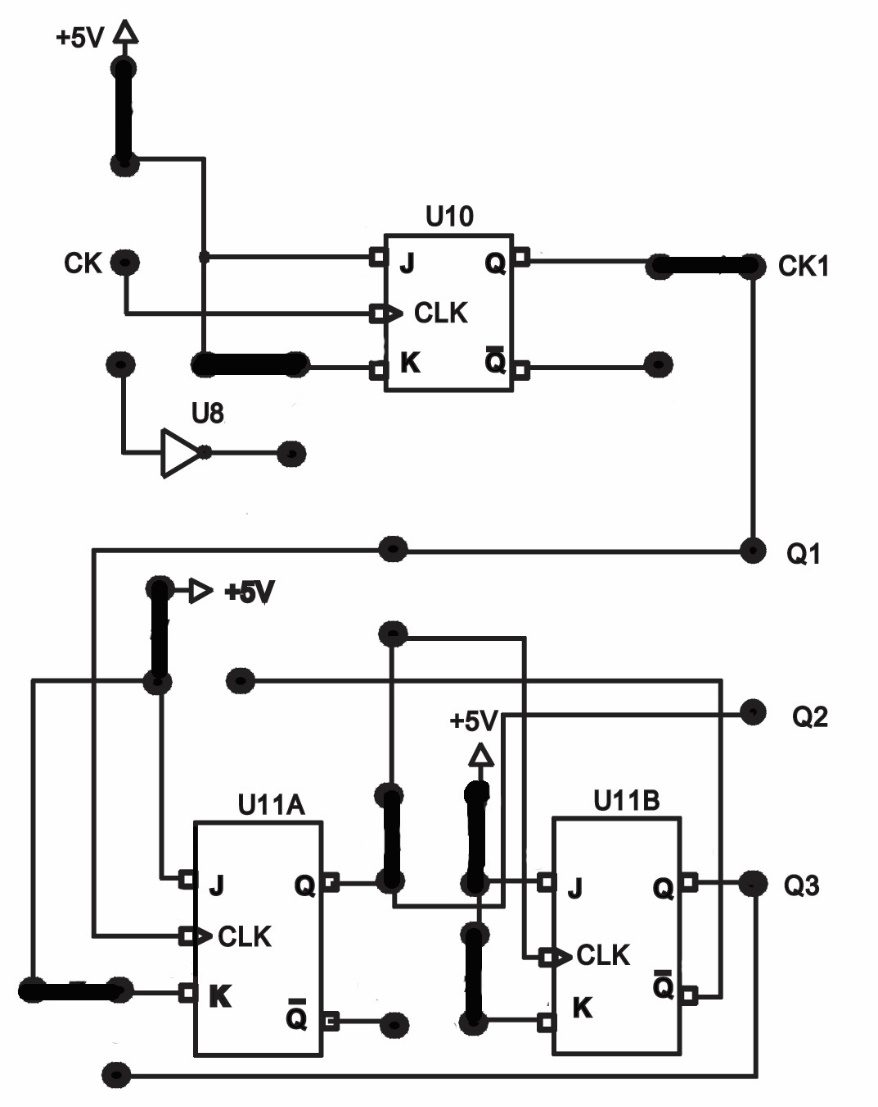 +5V
U10
CK
J
Q
CK1
CLK
K
Q̅
U8
Q1
+5V
+5V
Q2
U11A
U11B
J
Q
J
Q
Q3
CLK
CLK
K
Q̅
K
Q̅